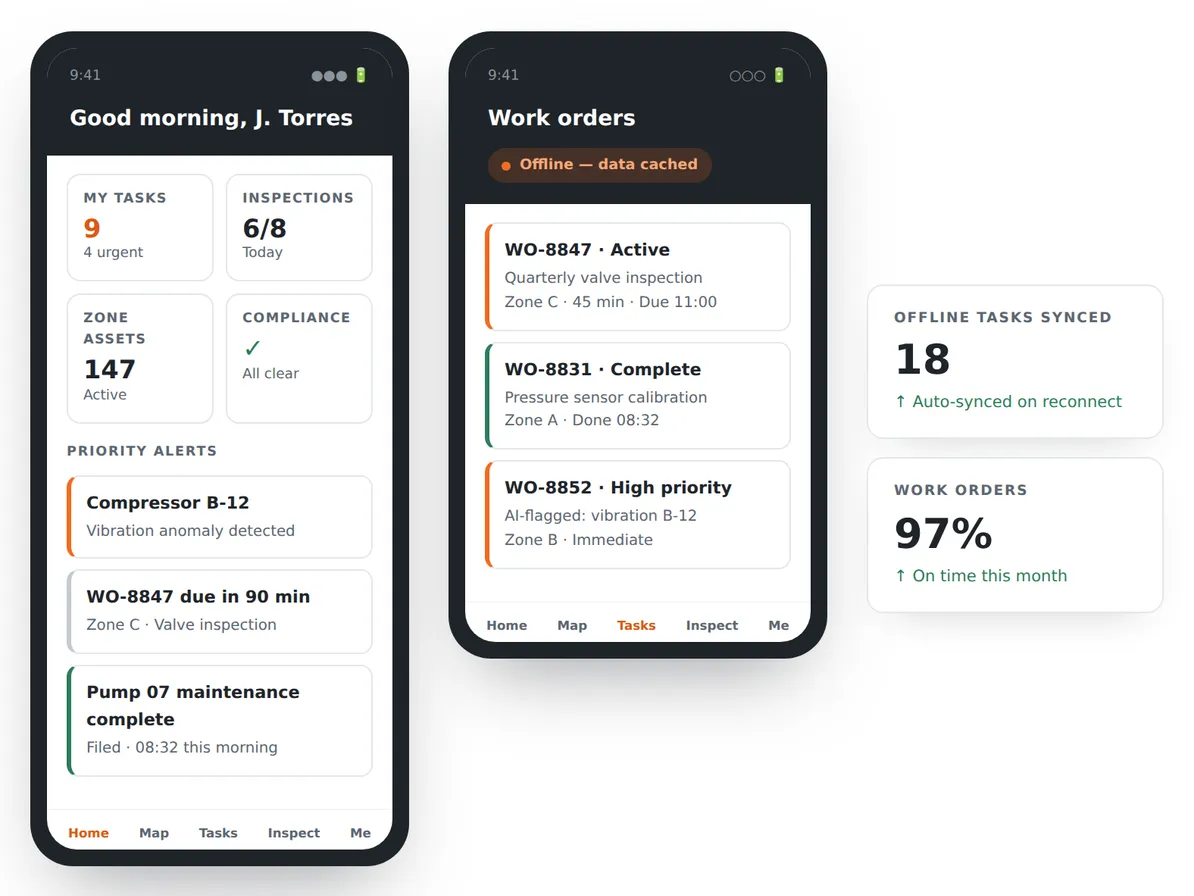 9:41
Good morning, J. Torres
MY TASKS
9
4 urgent
INSPECTIONS
6/8
Today
ZONE
ASSETS
147
Active
COMPLIANCE
✓
All clear
PRIORITY ALERTS
Compressor B-12
Vibration anomaly detected
WO-8847 due in 90 min
Zone C · Valve inspection
Pump 07 maintenance
complete
Filed · 08:32 this morning
Home Map Tasks Inspect Me
9:41
Work orders
Offline — data cached
WO-8847 · Active
Quarterly valve inspection
Zone C · 45 min · Due 11:00
WO-8831 · Complete
Pressure sensor calibration
Zone A · Done 08:32
WO-8852 · High priority
AI-flagged: vibration B-12
Zone B · Immediate
Home Map Tasks Inspect Me
OFFLINE TASKS SYNCED
18
↑ Auto-synced on reconnect
WORK ORDERS
97%
↑ On time this month